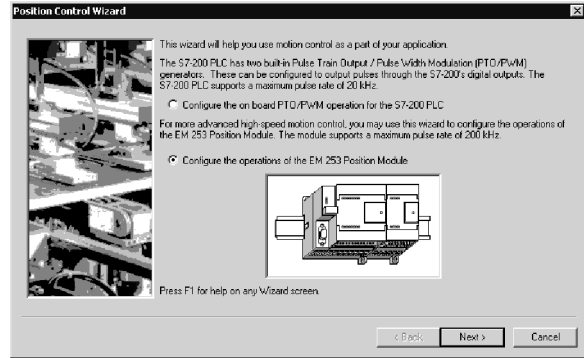 Position Control Wizard
This wizard will help you use motion control as a part of your application.
The S7-200 PLC has two built-in Pulse Train Output / Pulse Width Modulation (PTO/PWM)
generators. These can be configured to output pulses through the S7-200's digital outputs. The
S7-200 PLC supports a maximum pulse rate of 20 kHz.
Configure the on board PTO/PWM operation for the S7-200 PLC
For more advanced high-speed motion control, you may use this wizard to configure the operations of
the EM 253 Position Module. The module supports a maximum pulse rate of 200 kHz.
Configure the operations of the EM 253 Position Module
Press F1 for help on any Wizard screen.
< Back
Next >
Cancel